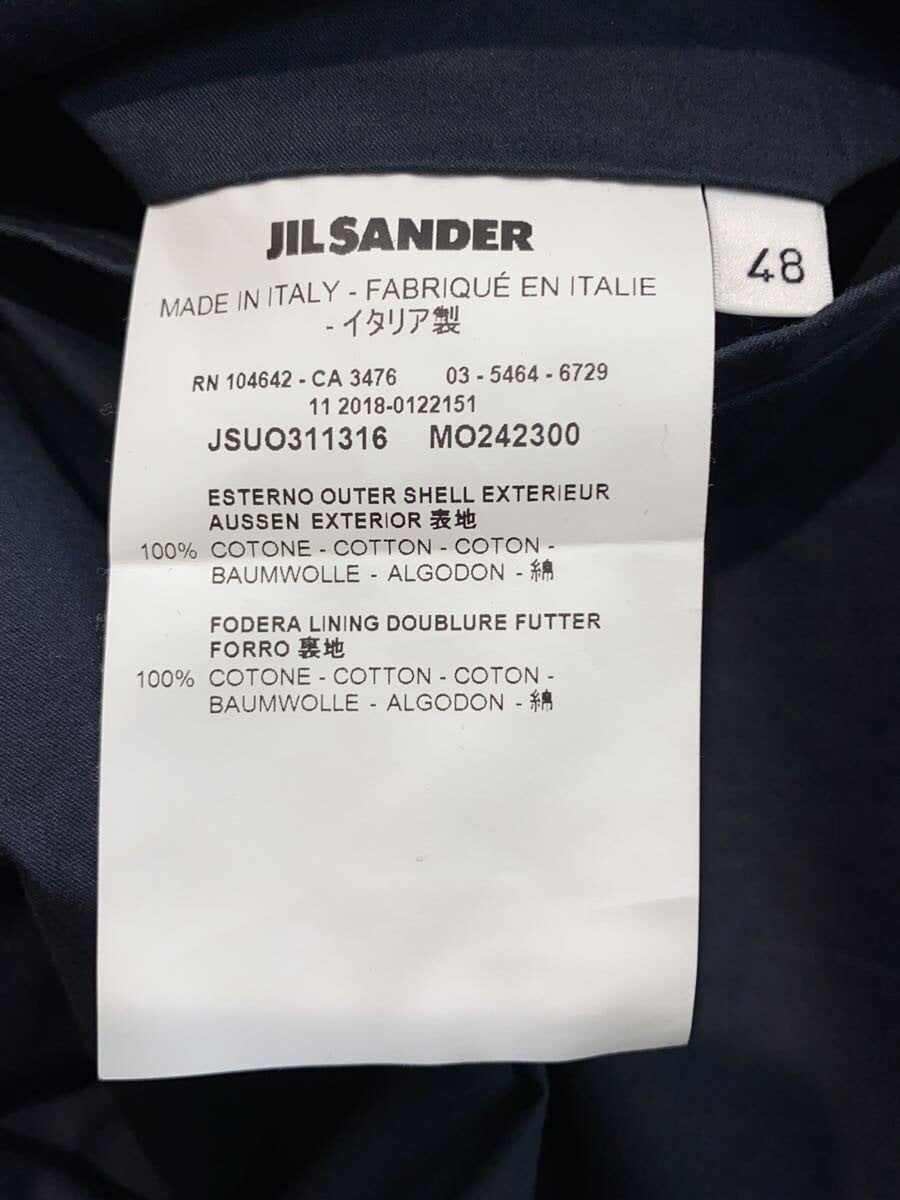 JIL SANDER
48
MADE IN ITALY - FABRIQUÉ EN ITALIE
- イタリア製
RN 104642 - CA 3476 03 - 5464 - 6729
11 2018-0122151
JSUO311316 MO242300
ESTERNO OUTER SHELL EXTERIEUR
AUSSEN EXTERIOR 表地
100% COTONE - COTTON - COTON -
BAUMWOLLE - ALGODON - 綿
FODERA LINING DOUBLURE FUTTER
FORRO 裏地
100% COTONE - COTTON - COTON -
BAUMWOLLE - ALGODON - 綿